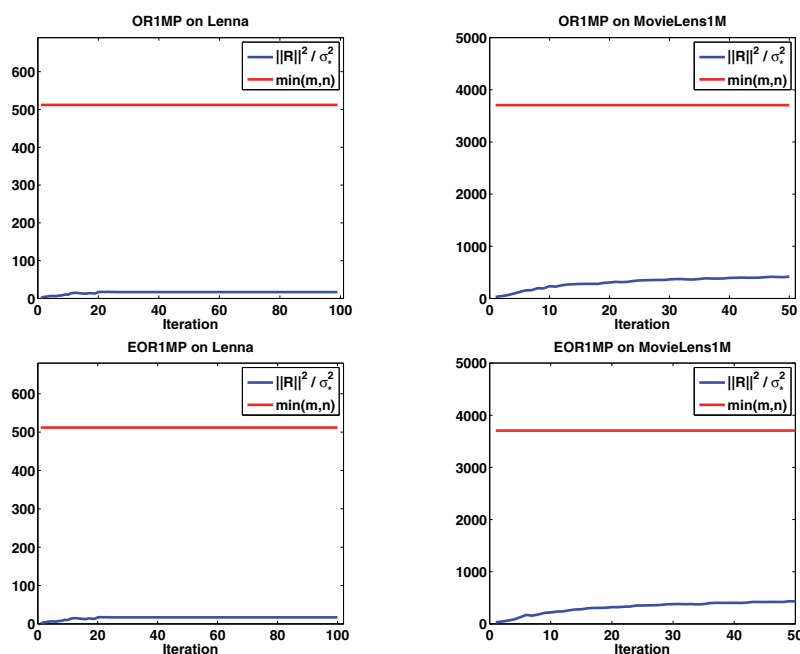 OR1MP on Lenna
||R||² / σ⋆²
min(m,n)
600
500
400
300
200
100
0
0 20 40 60 80 100
Iteration
OR1MP on MovieLens1M
||R||² / σ⋆²
min(m,n)
5000
4000
3000
2000
1000
0
0 10 20 30 40 50
Iteration
EOR1MP on Lenna
||R||² / σ⋆²
min(m,n)
600
500
400
300
200
100
0
0 20 40 60 80 100
Iteration
EOR1MP on MovieLens1M
||R||² / σ⋆²
min(m,n)
5000
4000
3000
2000
1000
0
0 10 20 30 40 50
Iteration